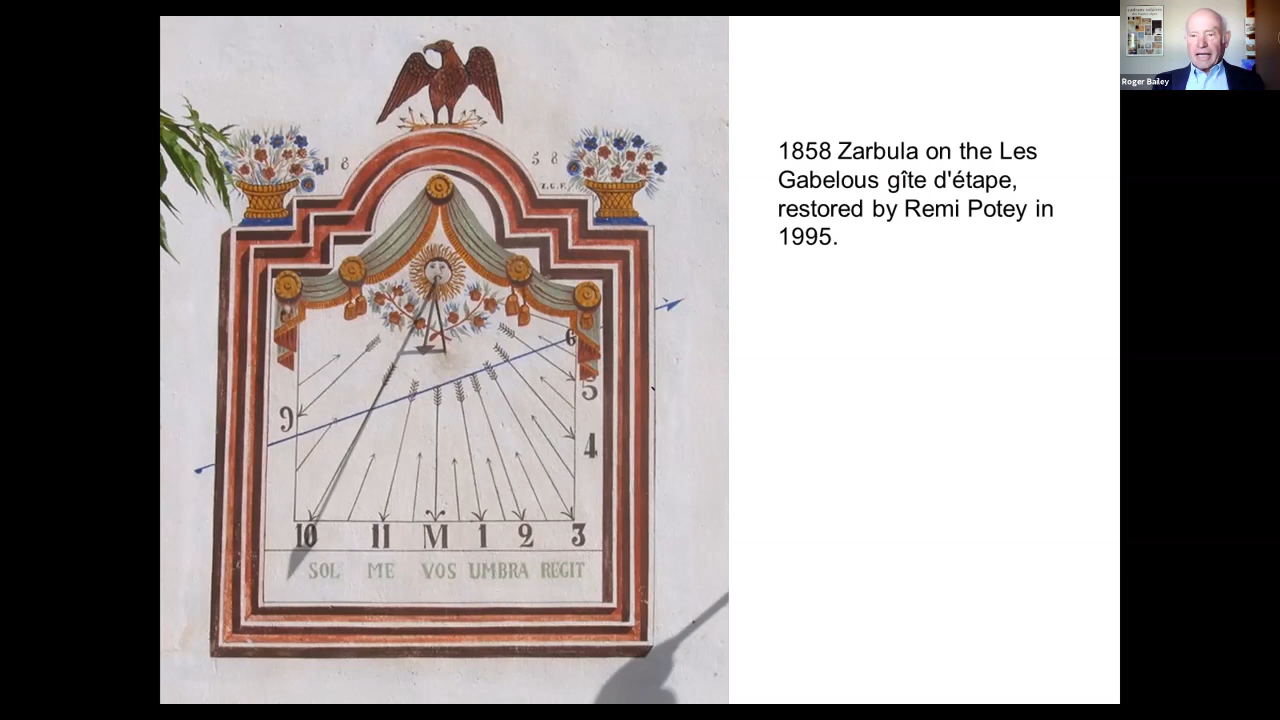 1858 Zarbula on the Les
Gabelous gîte d'étape,
restored by Remi Potey in
1995.
18 58
Z.G.F.
6
5
9
4
10 11 M 1 2 3
SOL ME VOS UMBRA REGIT
Roger Bailey